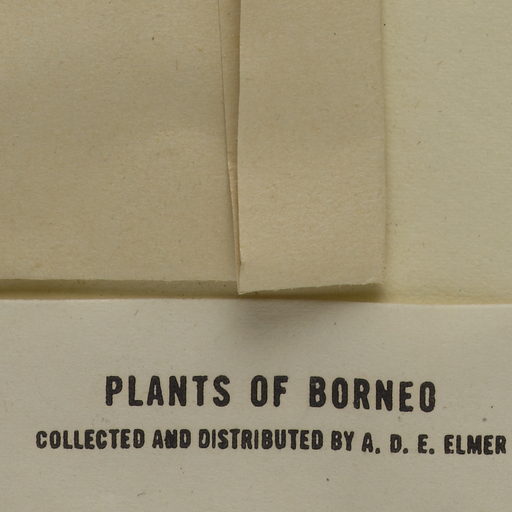 PLANTS OF BORNEO
COLLECTED AND DISTRIBUTED BY A. D. E. ELMER